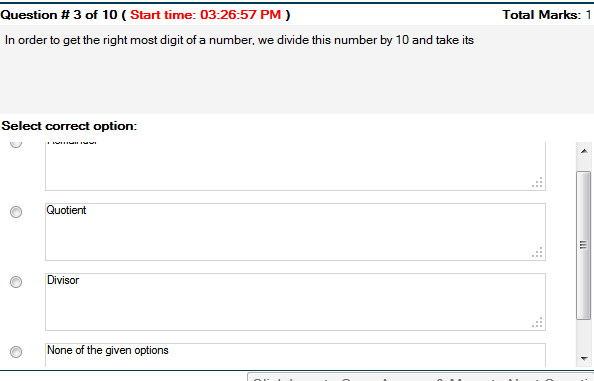 Question # 3 of 10 ( Start time: 03:26:57 PM ) Total Marks: 1
In order to get the right most digit of a number, we divide this number by 10 and take its
Select correct option:
Remainder
Quotient
Divisor
None of the given options